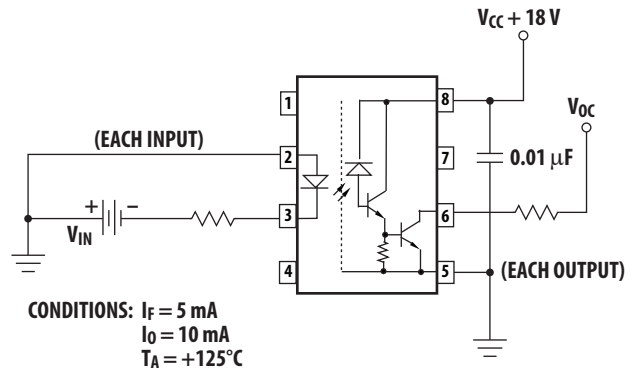 VCC + 18 V
VOC
1
8
(EACH INPUT)
2
7
0.01 μF
+
−
VIN
3
6
4
5
(EACH OUTPUT)
CONDITIONS: IF = 5 mA
IO = 10 mA
TA = +125°C